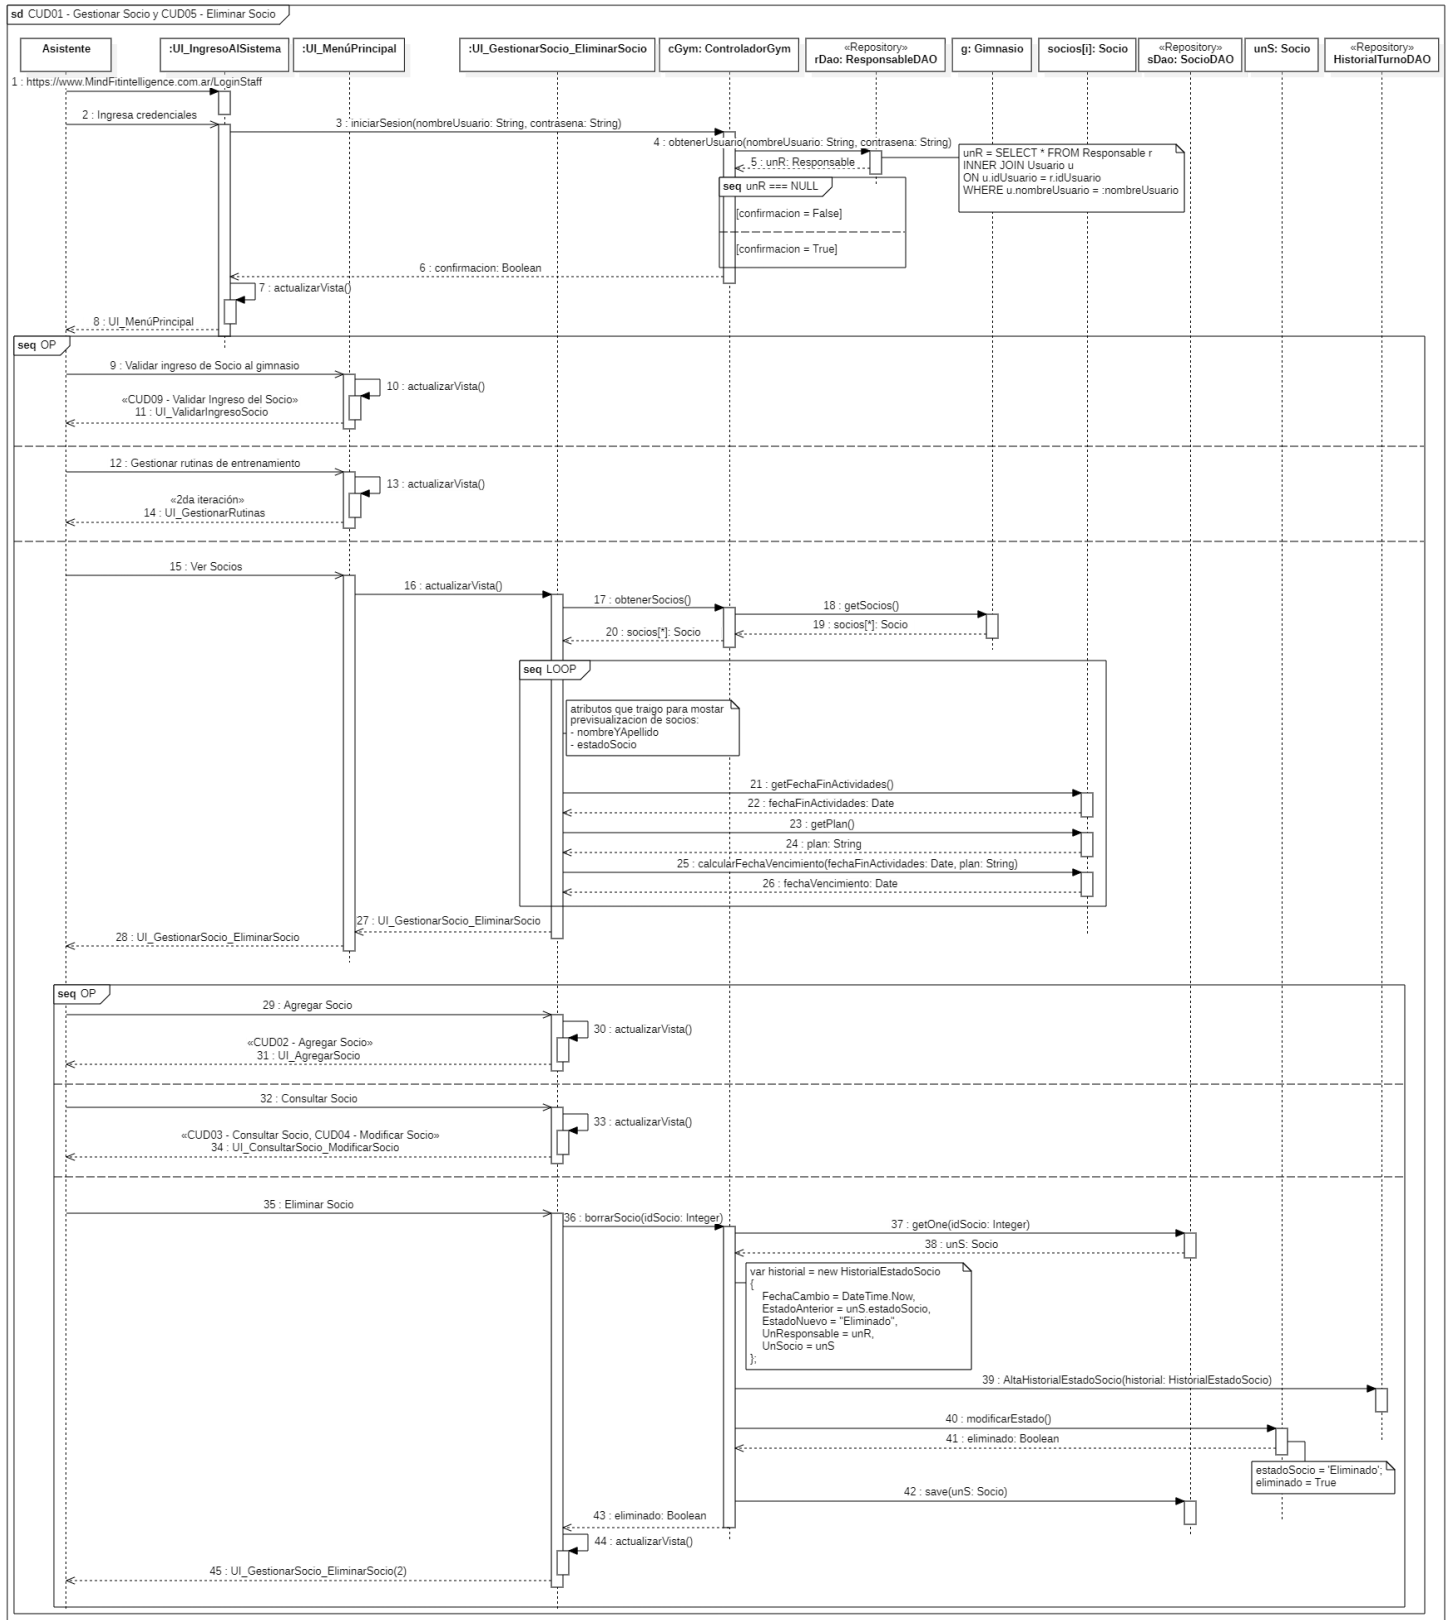 sd CUD01 - Gestionar Socio y CUD05 - Eliminar Socio
Asistente
:UI_IngresoAlSistema
:UI_MenúPrincipal
:UI_GestionarSocio_EliminarSocio
cGym: ControladorGym
«Repository»
rDao: ResponsableDAO
g: Gimnasio
socios[i]: Socio
«Repository»
sDao: SocioDAO
unS: Socio
«Repository»
HistorialTurnoDAO
1 : https://www.MindFitintelligence.com.ar/LoginStaff
2 : Ingresa credenciales
3 : iniciarSesion(nombreUsuario: String, contrasena: String)
4 : obtenerUsuario(nombreUsuario: String, contrasena: String)
5 : unR: Responsable
unR = SELECT * FROM Responsable r
INNER JOIN Usuario u
ON u.idUsuario = r.idUsuario
WHERE u.nombreUsuario = :nombreUsuario
seq unR === NULL
[confirmacion = False]
[confirmacion = True]
6 : confirmacion: Boolean
7 : actualizarVista()
8 : UI_MenúPrincipal
seq OP
9 : Validar ingreso de Socio al gimnasio
10 : actualizarVista()
«CUD09 - Validar Ingreso del Socio»
11 : UI_ValidarIngresoSocio
12 : Gestionar rutinas de entrenamiento
13 : actualizarVista()
«2da iteración»
14 : UI_GestionarRutinas
15 : Ver Socios
16 : actualizarVista()
17 : obtenerSocios()
18 : getSocios()
19 : socios[*]: Socio
20 : socios[*]: Socio
seq LOOP
atributos que traigo para mostar
previsualizacion de socios:
- nombreYApellido
- estadoSocio
21 : getFechaFinActividades()
22 : fechaFinActividades: Date
23 : getPlan()
24 : plan: String
25 : calcularFechaVencimiento(fechaFinActividades: Date, plan: String)
26 : fechaVencimiento: Date
27 : UI_GestionarSocio_EliminarSocio
28 : UI_GestionarSocio_EliminarSocio
seq OP
29 : Agregar Socio
30 : actualizarVista()
«CUD02 - Agregar Socio»
31 : UI_AgregarSocio
32 : Consultar Socio
33 : actualizarVista()
«CUD03 - Consultar Socio, CUD04 - Modificar Socio»
34 : UI_ConsultarSocio_ModificarSocio
35 : Eliminar Socio
36 : borrarSocio(idSocio: Integer)
37 : getOne(idSocio: Integer)
38 : unS: Socio
var historial = new HistorialEstadoSocio
{
FechaCambio = DateTime.Now,
EstadoAnterior = unS.estadoSocio,
EstadoNuevo = "Eliminado",
UnResponsable = unR,
UnSocio = unS
};
39 : AltaHistorialEstadoSocio(historial: HistorialEstadoSocio)
40 : modificarEstado()
41 : eliminado: Boolean
estadoSocio = 'Eliminado';
eliminado = True
42 : save(unS: Socio)
43 : eliminado: Boolean
44 : actualizarVista()
45 : UI_GestionarSocio_EliminarSocio(2)